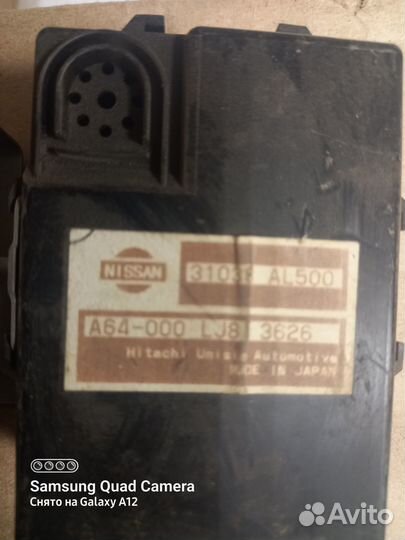 NISSAN
31036 AL500
A64-000 LJ8 3626
Hitachi Unisia Automotive
MADE IN JAPAN
SAMSUNG Quad Camera
Снято на Galaxy A12
Avito